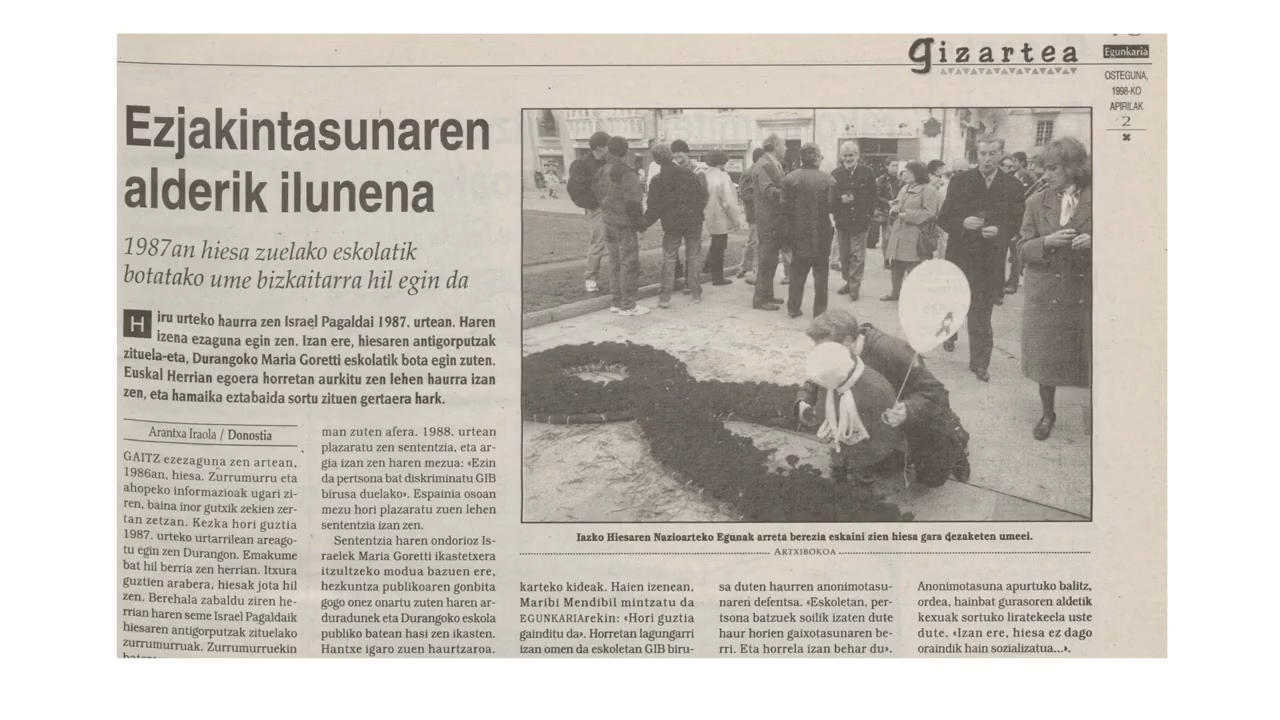 gizartea
Egunkaria
OSTEGUNA,
1998-KO
APIRILAK
2
Ezjakintasunaren
alderik ilunena
1987an hiesa zuelako eskolatik
botatako ume bizkaitarra hil egin da
Hiru urteko haurra zen Israel Pagaldai 1987. urtean. Haren
izena ezaguna egin zen. Izan ere, hiesaren antigorputzak
zituela-eta, Durangoko Maria Goretti eskolatik bota egin zuten.
Euskal Herrian egoera horretan aurkitu zen lehen haurra izan
zen, eta hamaika eztabaida sortu zituen gertaera hark.
Arantxa Iraola / Donostia
GAITZ ezezaguna zen artean,
1986an, hiesa. Zurrumurru eta
ahopeko informazioak ugari zi-
ren, baina inor gutxik zekien zer-
tan zetzan. Kezka hori guztia
1987. urteko urtarrilean areago-
tu egin zen Durangon. Emakume
bat hil berria zen herrian. Itxura
guztien arabera, hiesak jota hil
zen. Berehala zabaldu ziren he-
rrian haren seme Israel Pagaldaik
hiesaren antigorputzak zituelako
zurrumurruak. Zurrumurruekin
man zuten afera. 1988. urtean
plazaratu zen sententzia, eta ar-
gia izan zen haren mezua: «Ezin
da pertsona bat diskriminatu GIB
birusa duelako». Espainia osoan
mezu hori plazaratu zuen lehen
sententzia izan zen.
Sententzia haren ondorioz Is-
raelek Maria Goretti ikastetxera
itzultzeko modua bazuen ere,
hezkuntza publikoaren gonbita
gogo onez onartu zuten haren ar-
duradunek eta Durangoko eskola
publiko batean hasi zen ikasten.
Hantxe igaro zuen haurtzaroa.
Iazko Hiesaren Nazioarteko Egunak arreta berezia eskaini zien hiesa gara dezaketen umeei.
ARTXIBOKOA
karteko kideak. Haien izenean,
Maribi Mendibil mintzatu da
EGUNKARIArekin: «Hori guztia
gainditu da». Horretan lagungarri
izan omen da eskoletan GIB biru-
sa duten haurren anonimotasu-
naren defentsa. «Eskoletan, per-
tsona batzuek soilik izaten dute
haur horien gaixotasunaren be-
rri. Eta horrela izan behar du».
Anonimotasuna apurtuko balitz,
ordea, hainbat gurasoren aldetik
kexuak sortuko liratekeela uste
dute. «Izan ere, hiesa ez dago
oraindik hain sozializatua...».